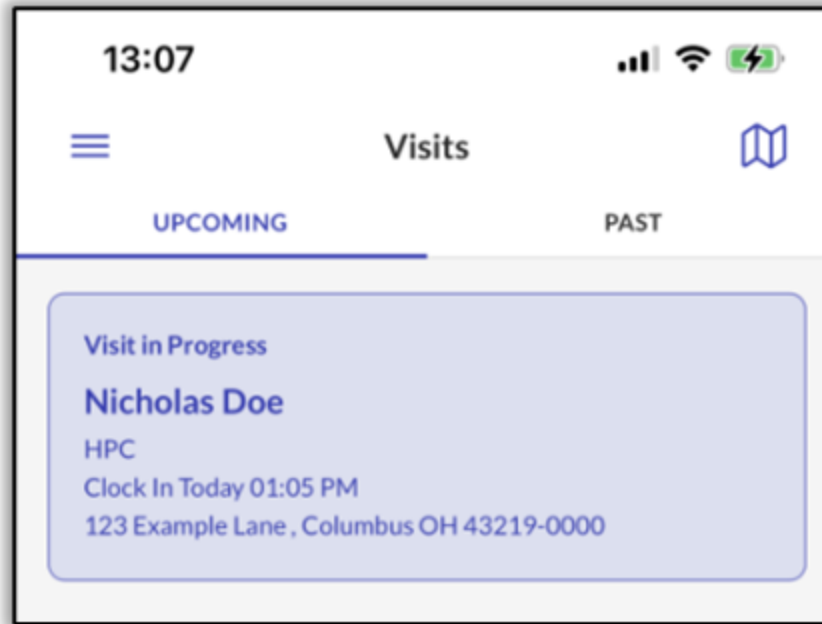 13:07
Visits
UPCOMING PAST
Visit in Progress
Nicholas Doe
HPC
Clock In Today 01:05 PM
123 Example Lane , Columbus OH 43219-0000